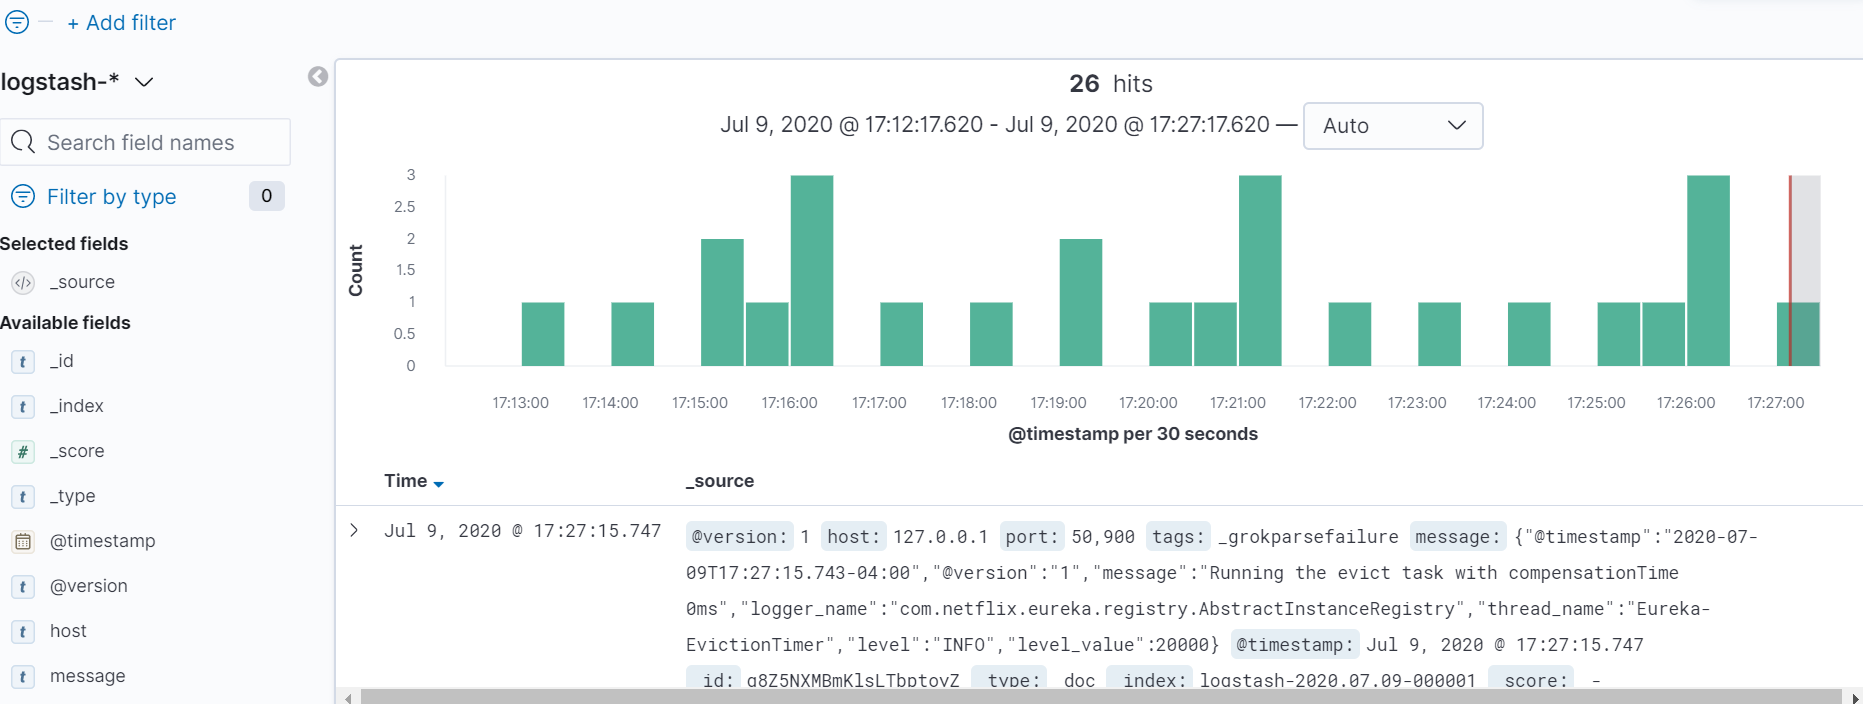 + Add filter
logstash-*
Search field names
Filter by type 0
Selected fields
_source
Available fields
_id
_index
_score
_type
@timestamp
@version
host
message
26 hits
Jul 9, 2020 @ 17:12:17.620 - Jul 9, 2020 @ 17:27:17.620 — Auto
Count
3
2.5
2
1.5
1
0.5
0
17:13:00 17:14:00 17:15:00 17:16:00 17:17:00 17:18:00 17:19:00 17:20:00 17:21:00 17:22:00 17:23:00 17:24:00 17:25:00 17:26:00 17:27:00
@timestamp per 30 seconds
Time _source
Jul 9, 2020 @ 17:27:15.747 @version: 1 host: 127.0.0.1 port: 50,900 tags: _grokparsefailure message: {"@timestamp":"2020-07-
09T17:27:15.743-04:00","@version":"1","message":"Running the evict task with compensationTime
0ms","logger_name":"com.netflix.eureka.registry.AbstractInstanceRegistry","thread_name":"Eureka-
EvictionTimer","level":"INFO","level_value":20000} @timestamp: Jul 9, 2020 @ 17:27:15.747
_id: _type: _doc _index: logstash-2020.07.09-000001 _score: -